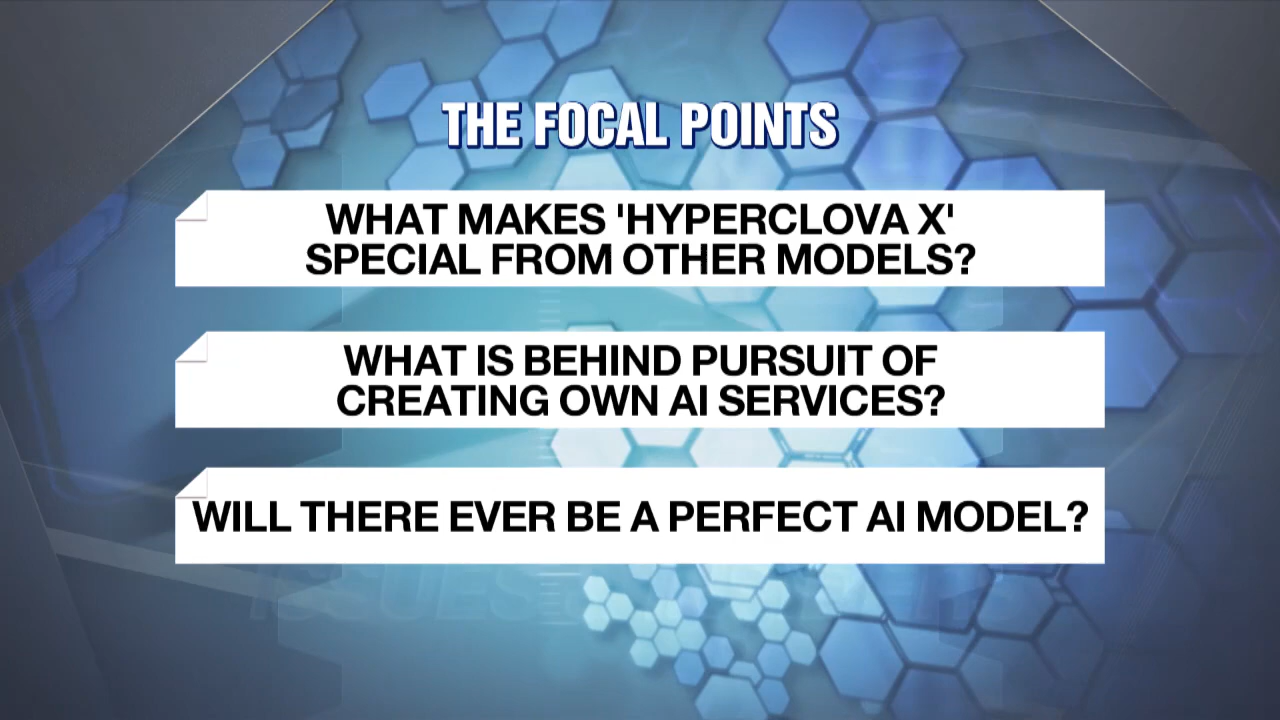 THE FOCAL POINTS
WHAT MAKES 'HYPERCLOVA X'
SPECIAL FROM OTHER MODELS?
WHAT IS BEHIND PURSUIT OF
CREATING OWN AI SERVICES?
WILL THERE EVER BE A PERFECT AI MODEL?
ISSUES